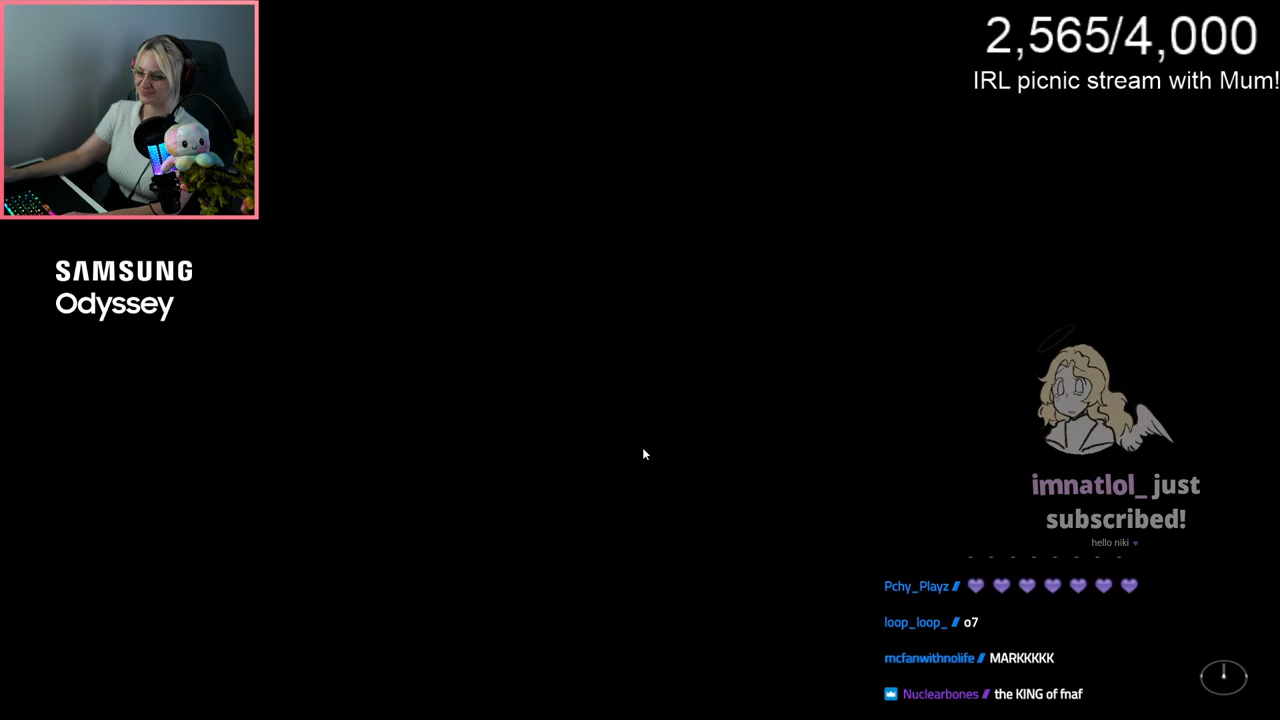 2,565/4,000
IRL picnic stream with Mum!
SAMSUNG
Odyssey
imnatlol_ just
subscribed!
hello niki 💜
Pchy_Playz // 💜 💜 💜 💜 💜 💜 💜
loop_loop_ // o7
mcfanwithnolife // MARKKKKK
Nuclearbones // the KING of fnaf